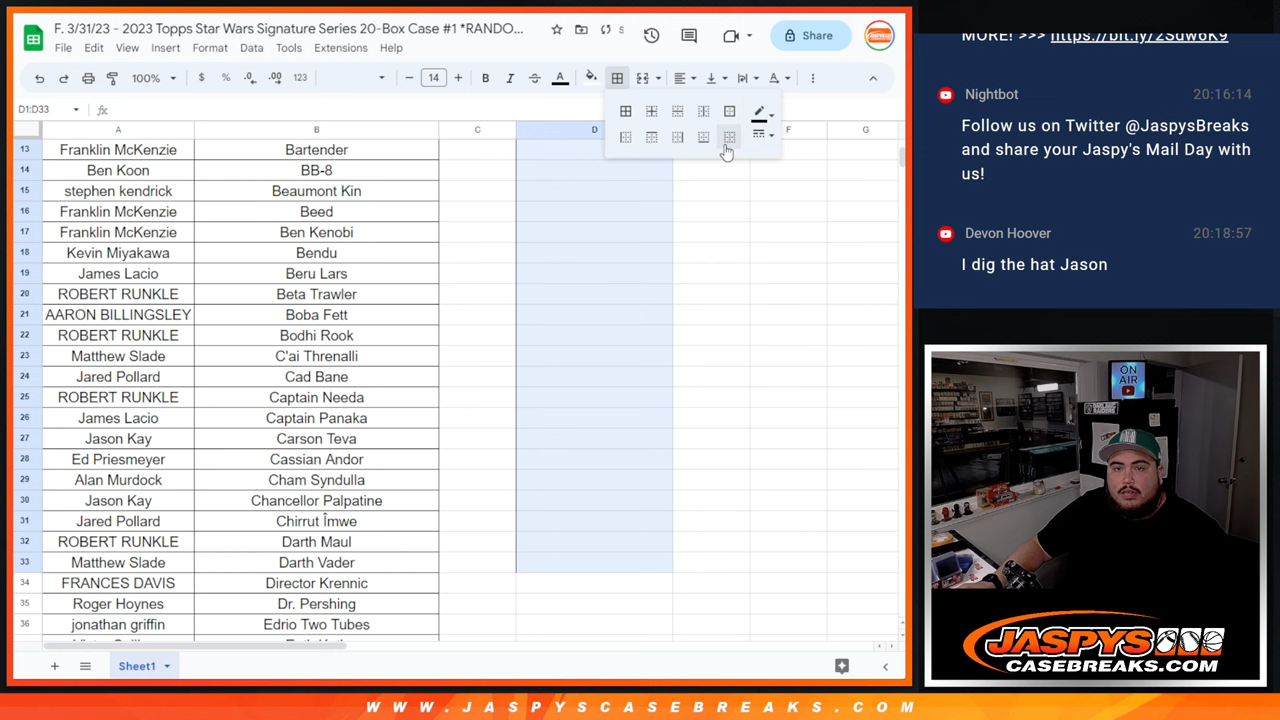 F. 3/31/23 - 2023 Topps Star Wars Signature Series 20-Box Case #1 *RANDO...
File Edit View Insert Format Data Tools Extensions Help
Share
100% $ % .0 .00 123 14 B I S A
D1:D33 fx
A B C D F G
13 Franklin McKenzie Bartender
14 Ben Koon BB-8
15 stephen kendrick Beaumont Kin
16 Franklin McKenzie Beed
17 Franklin McKenzie Ben Kenobi
18 Kevin Miyakawa Bendu
19 James Lacio Beru Lars
20 ROBERT RUNKLE Beta Trawler
21 AARON BILLINGSLEY Boba Fett
22 ROBERT RUNKLE Bodhi Rook
23 Matthew Slade C'ai Threnalli
24 Jared Pollard Cad Bane
25 ROBERT RUNKLE Captain Needa
26 James Lacio Captain Panaka
27 Jason Kay Carson Teva
28 Ed Priesmeyer Cassian Andor
29 Alan Murdock Cham Syndulla
30 Jason Kay Chancellor Palpatine
31 Jared Pollard Chirrut Îmwe
32 ROBERT RUNKLE Darth Maul
33 Matthew Slade Darth Vader
34 FRANCES DAVIS Director Krennic
35 Roger Hoynes Dr. Pershing
36 jonathan griffin Edrio Two Tubes
Sheet1
MORE! >>> https://bit.ly/2Sdw6K9
Nightbot 20:16:14
Follow us on Twitter @JaspysBreaks
and share your Jaspy's Mail Day with
us!
Devon Hoover 20:18:57
I dig the hat Jason
ON
AIR
JASPYS
CASEBREAKS.COM
WWW.JASPYSCASEBREAKS.COM